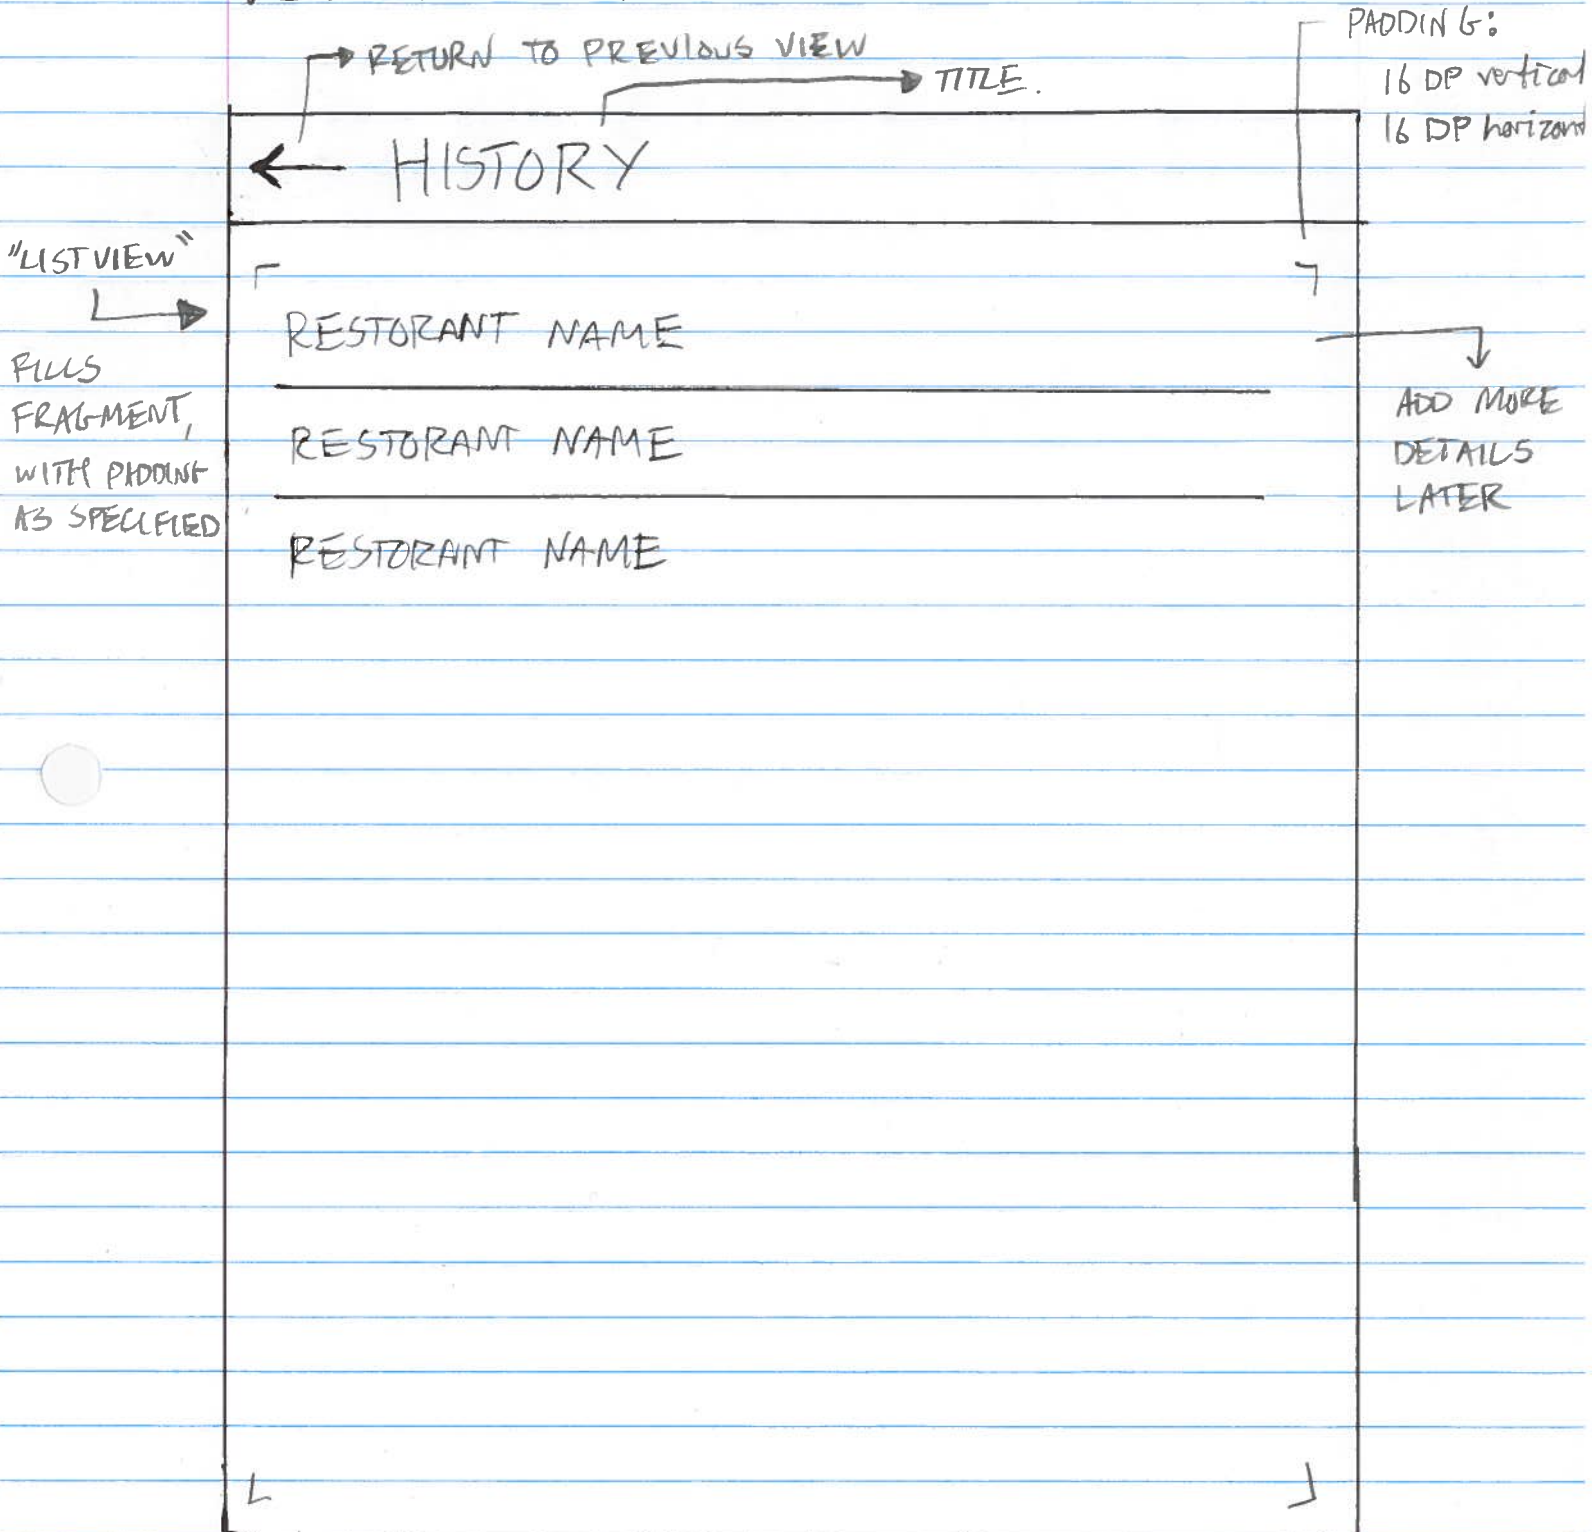 RETURN TO PREVIOUS VIEW
TITLE.
PADDING:
16 DP vertical
16 DP horizont
HISTORY
"LISTVIEW"
FILLS
FRAGMENT,
WITH PADDING
AS SPECIFIED
RESTORANT NAME
RESTORANT NAME
RESTORANT NAME
ADD MORE
DETAILS
LATER